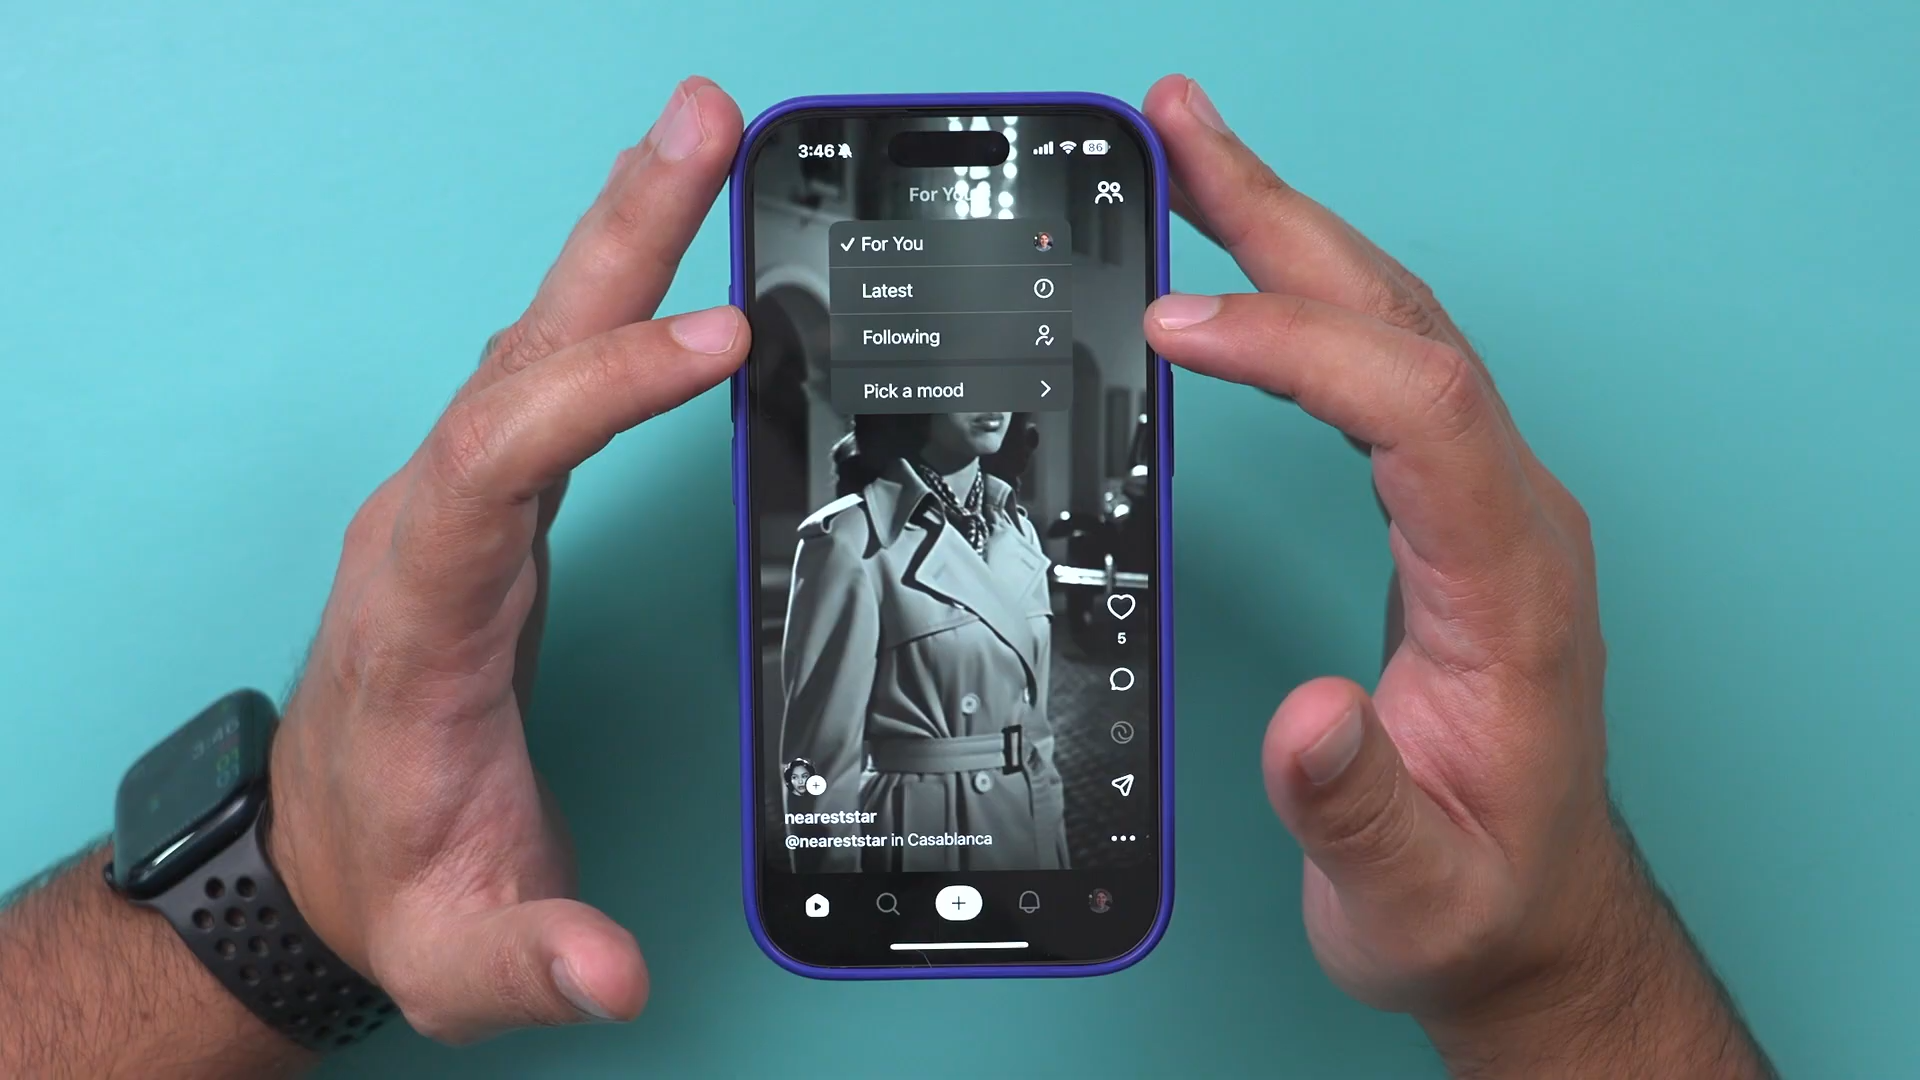 3:46
86
For You
For You
Latest
Following
Pick a mood
5
neareststar
@neareststar in Casablanca